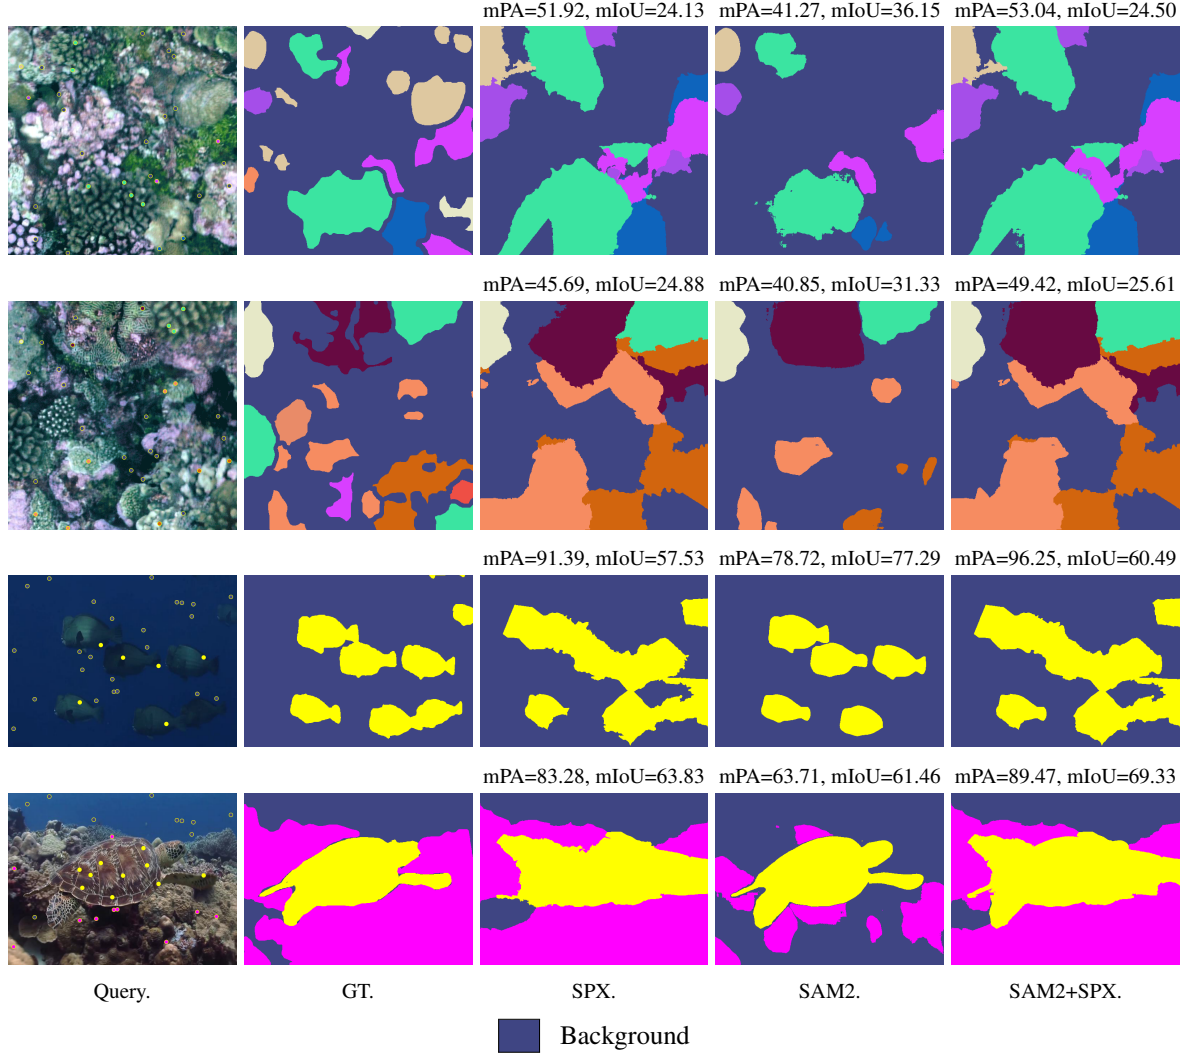 mPA=51.92, mIoU=24.13 mPA=41.27, mIoU=36.15 mPA=53.04, mIoU=24.50
mPA=45.69, mIoU=24.88 mPA=40.85, mIoU=31.33 mPA=49.42, mIoU=25.61
mPA=91.39, mIoU=57.53 mPA=78.72, mIoU=77.29 mPA=96.25, mIoU=60.49
mPA=83.28, mIoU=63.83 mPA=63.71, mIoU=61.46 mPA=89.47, mIoU=69.33
Query. GT. SPX. SAM2. SAM2+SPX.
Background